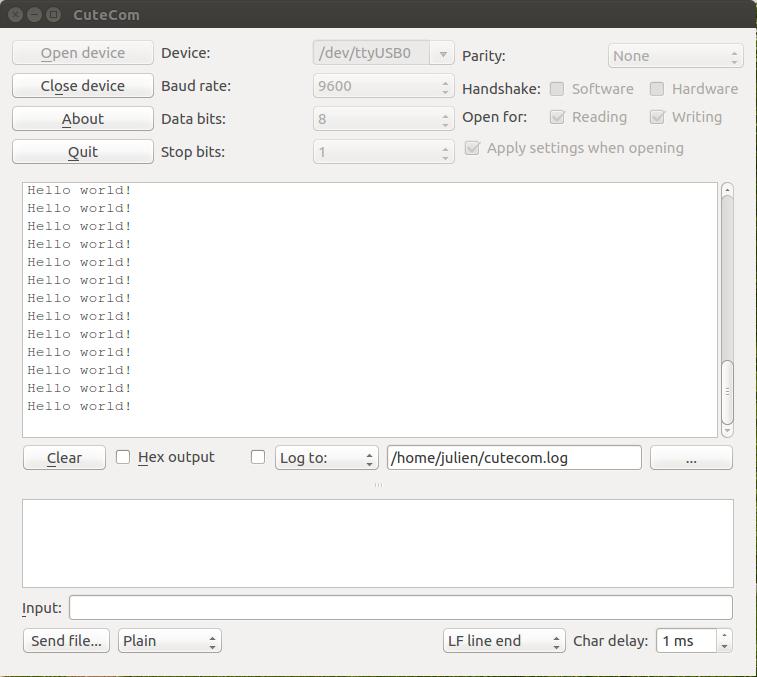 CuteCom
Open device Device: /dev/ttyUSB0 Parity: None
Close device Baud rate: 9600 Handshake: Software Hardware
About Data bits: 8 Open for: Reading Writing
Quit Stop bits: 1 Apply settings when opening
Hello world!
Hello world!
Hello world!
Hello world!
Hello world!
Hello world!
Hello world!
Hello world!
Hello world!
Hello world!
Hello world!
Hello world!
Hello world!
Clear Hex output Log to: /home/julien/cutecom.log ...
Input:
Send file... Plain LF line end Char delay: 1 ms